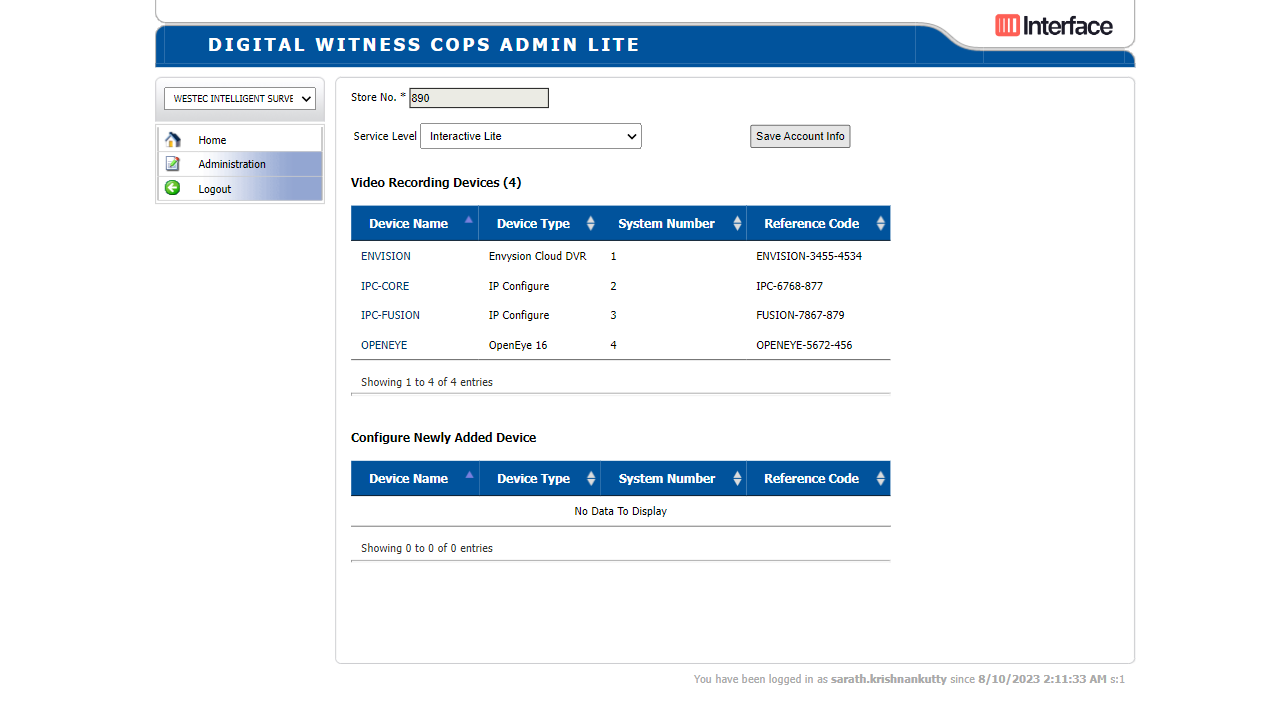 DIGITAL WITNESS COPS ADMIN LITE
Interface
WESTEC INTELLIGENT SURVE
Home
Administration
Logout
Store No. * 890
Service Level Interactive Lite Save Account Info
Video Recording Devices (4)
Device Name Device Type System Number Reference Code
ENVISION Envysion Cloud DVR 1 ENVISION-3455-4534
IPC-CORE IP Configure 2 IPC-6768-877
IPC-FUSION IP Configure 3 FUSION-7867-879
OPENEYE OpenEye 16 4 OPENEYE-5672-456
Showing 1 to 4 of 4 entries
Configure Newly Added Device
Device Name Device Type System Number Reference Code
No Data To Display
Showing 0 to 0 of 0 entries
You have been logged in as sarath.krishnankutty since 8/10/2023 2:11:33 AM s:1